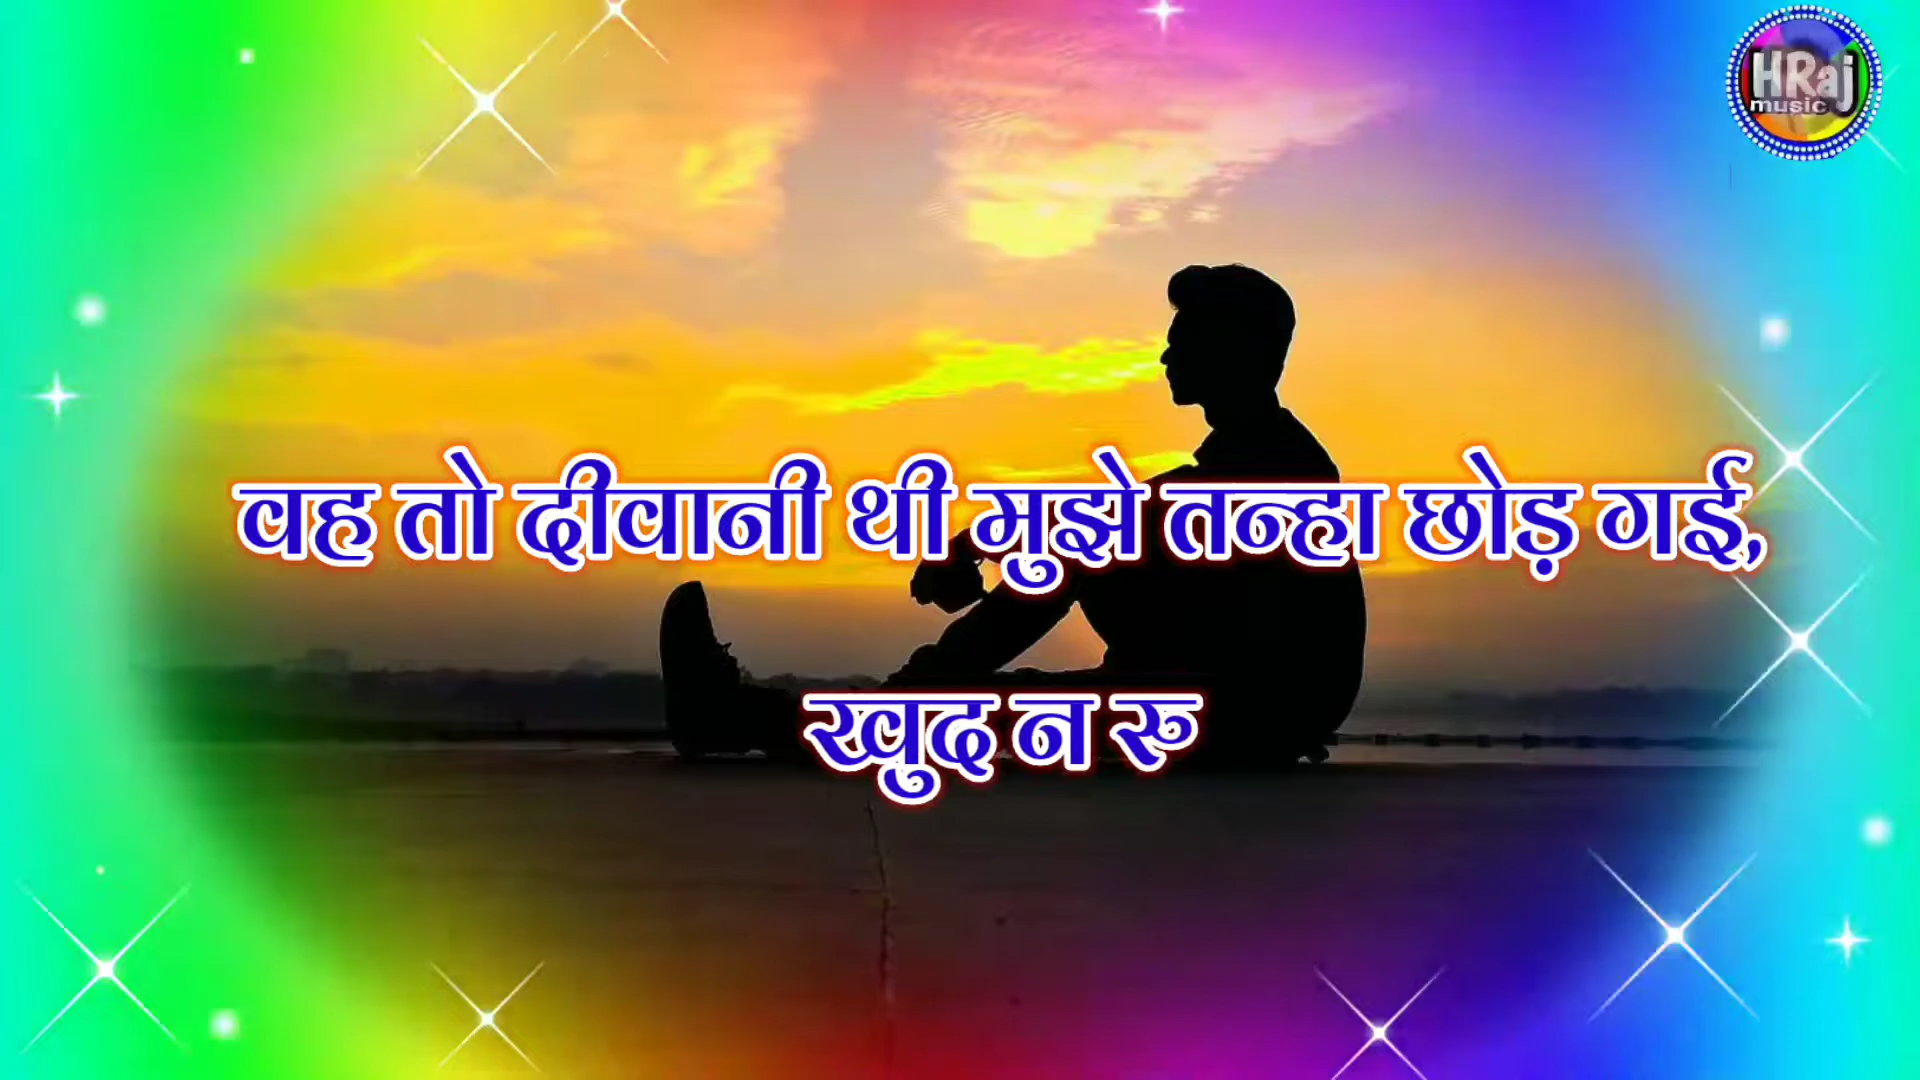 HRaj
music
वह तो दीवानी थी मुझे तन्हा छोड़ गई,
खुद न रु